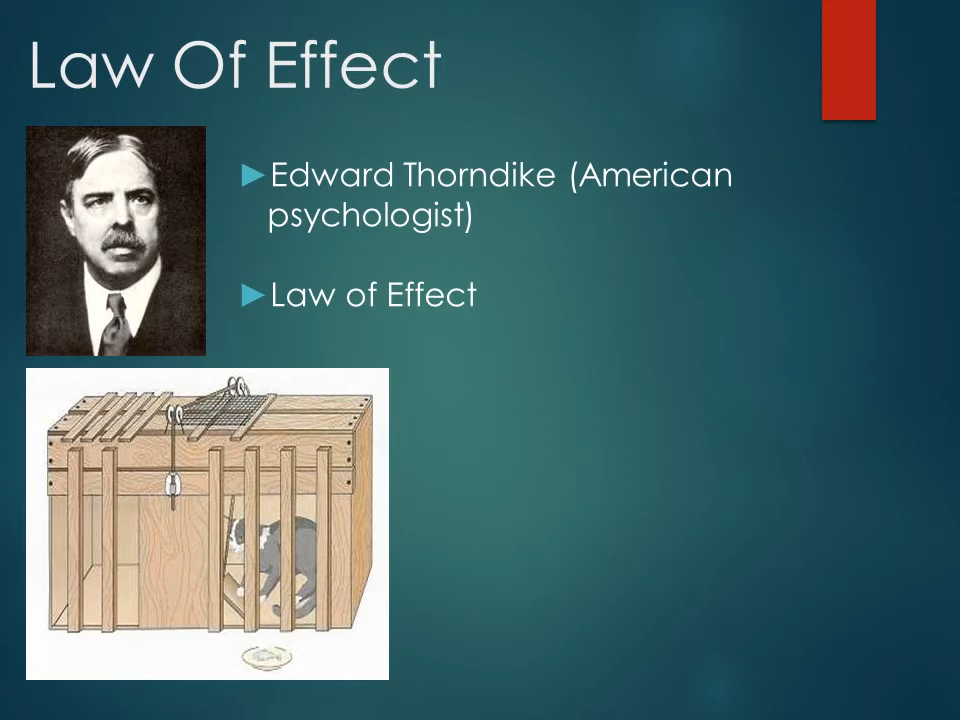 Law Of Effect
►Edward Thorndike (American
psychologist)
►Law of Effect